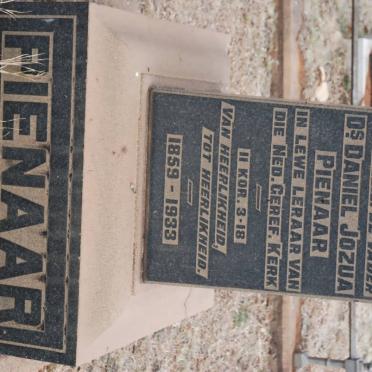 Ds DANIEL JOZUA
PIENAAR
IN LEWE LERAAR VAN
DIE NED. GEREF. KERK
II KOR. 3-18
VAN HEERLIKHEID,
TOT HEERLIKHEID.
1859-1933
PIENAAR